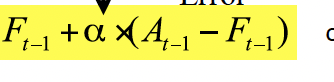 F_{t-1} + α × (A_{t-1} − F_{t-1})